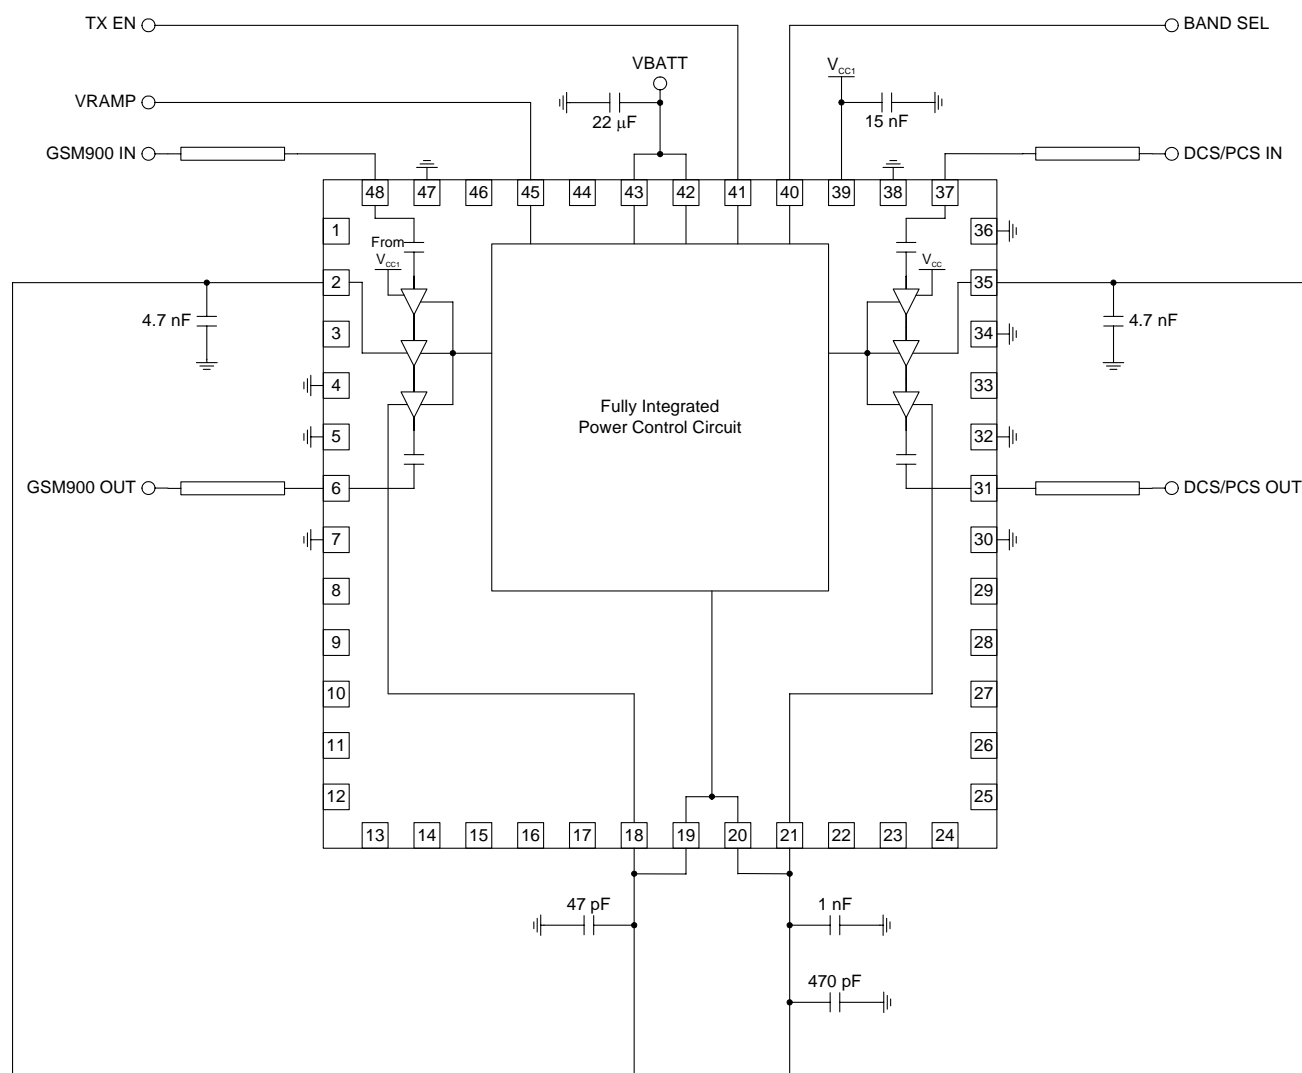 TX EN
BAND SEL
VBATT
VCC1
VRAMP
22 µF
15 nF
GSM900 IN
DCS/PCS IN
48 47 46 45 44 43 42 41 40 39 38 37
1
36
From
VCC1
VCC
2
35
4.7 nF
4.7 nF
3
34
4
33
Fully Integrated
Power Control Circuit
5
32
GSM900 OUT
6
31
DCS/PCS OUT
7
30
8
29
9
28
10
27
11
26
12
25
13 14 15 16 17 18 19 20 21 22 23 24
47 pF
1 nF
470 pF